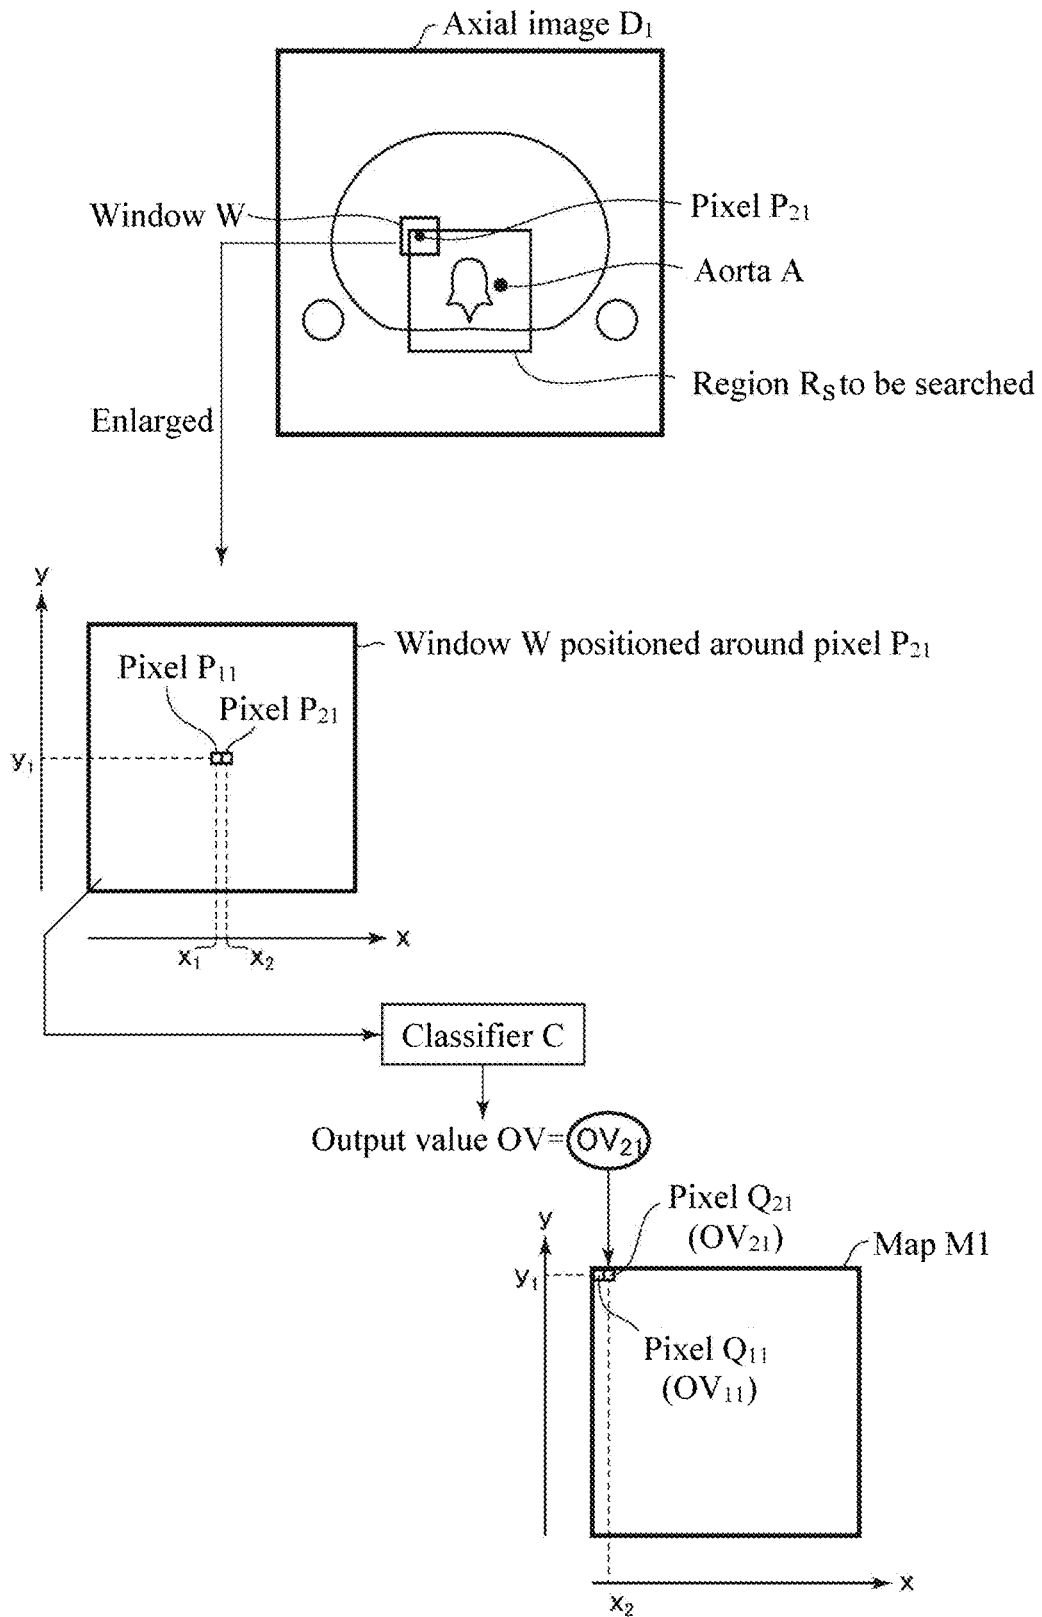 Axial image D₁
Window W
Pixel P₂₁
Aorta A
Region Rₛ to be searched
Enlarged
y
Window W positioned around pixel P₂₁
Pixel P₁₁
Pixel P₂₁
y₁
x
x₁ x₂
Classifier C
Output value OV= OV₂₁
Pixel Q₂₁
(OV₂₁)
y
Map M1
y₁
Pixel Q₁₁
(OV₁₁)
x
x₂